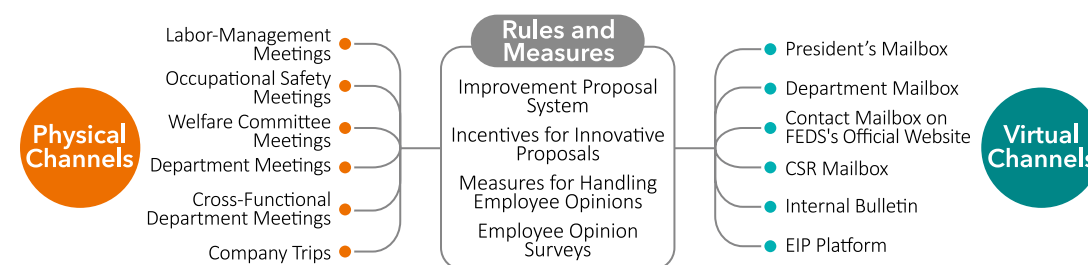 Physical
Channels
Labor-Management
Meetings
Occupational Safety
Meetings
Welfare Committee
Meetings
Department Meetings
Cross-Functional
Department Meetings
Company Trips
Rules and
Measures
Improvement Proposal
System
Incentives for Innovative
Proposals
Measures for Handling
Employee Opinions
Employee Opinion
Surveys
President's Mailbox
Department Mailbox
Contact Mailbox on
FEDS's Official Website
CSR Mailbox
Internal Bulletin
EIP Platform
Virtual
Channels